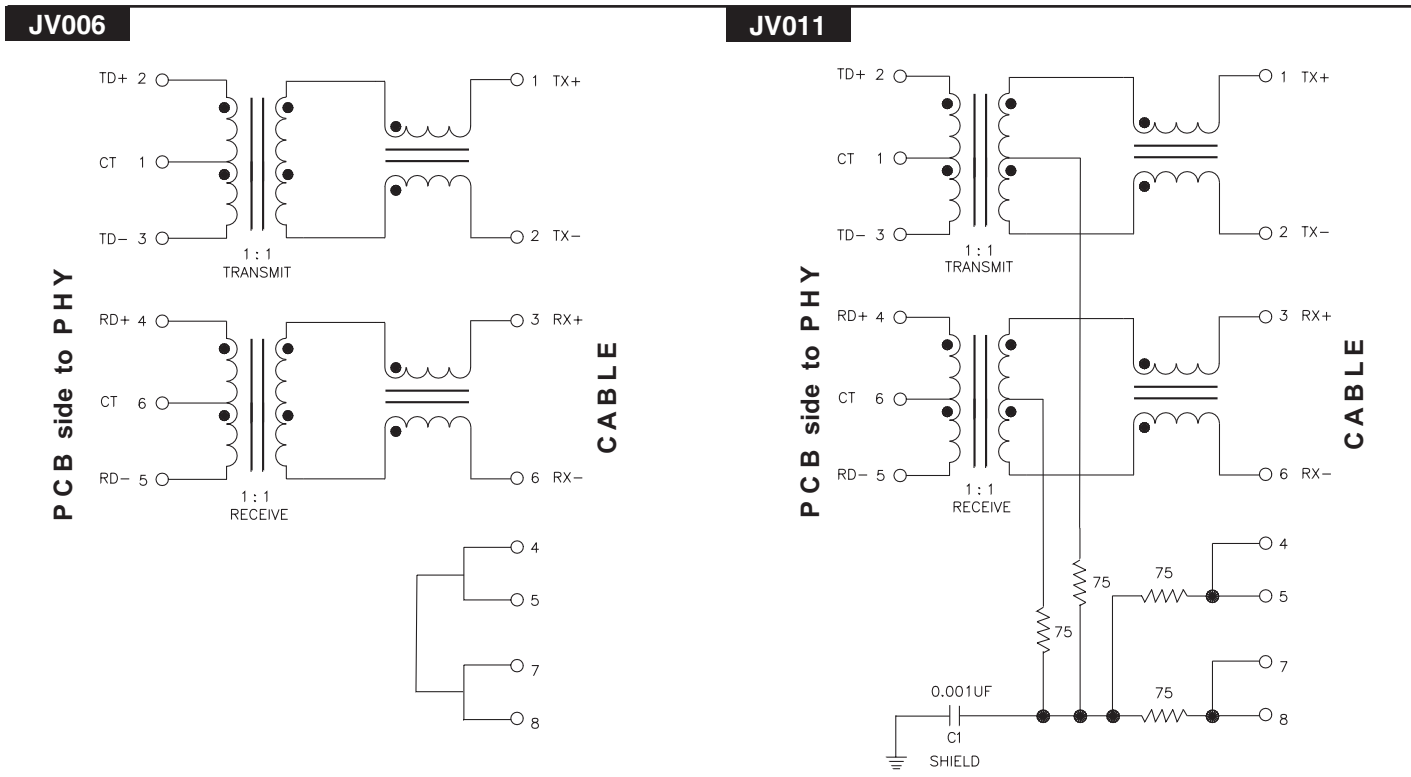 JV006
TD+ 2
1 TX+
CT 1
TD- 3
2 TX-
1 : 1
TRANSMIT
RD+ 4
3 RX+
CT 6
RD- 5
6 RX-
1 : 1
RECEIVE
PCB side to PHY
CABLE
4
5
7
8
JV011
TD+ 2
1 TX+
CT 1
TD- 3
2 TX-
1 : 1
TRANSMIT
RD+ 4
3 RX+
CT 6
RD- 5
6 RX-
1 : 1
RECEIVE
PCB side to PHY
CABLE
4
75
75
5
75
7
0.001UF
75
8
C1
SHIELD